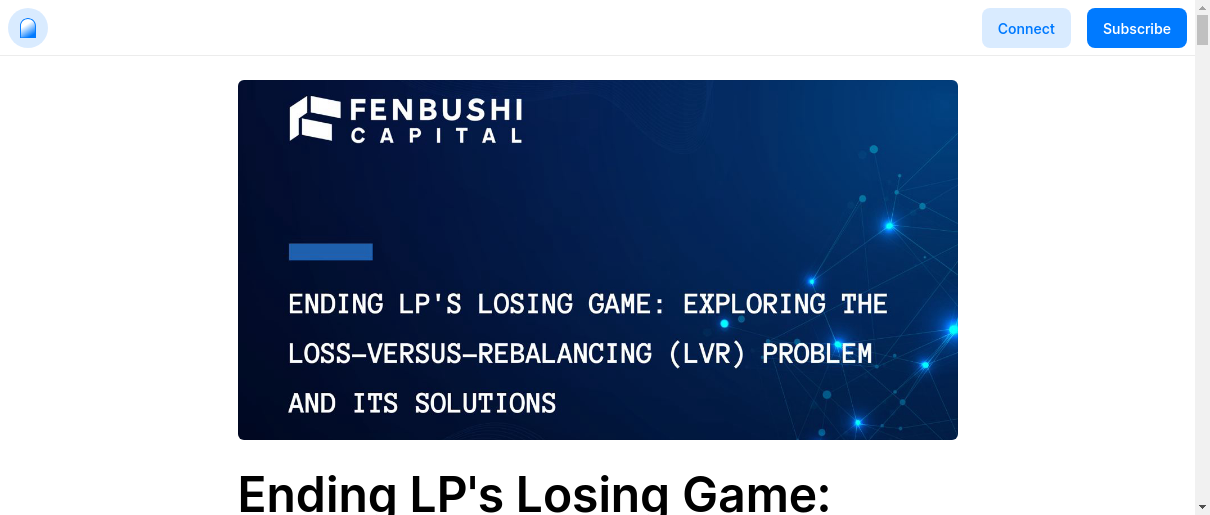 Connect
Subscribe
FENBUSHI
CAPITAL
ENDING LP'S LOSING GAME: EXPLORING THE
LOSS-VERSUS-REBALANCING (LVR) PROBLEM
AND ITS SOLUTIONS
Ending LP's Losing Game: